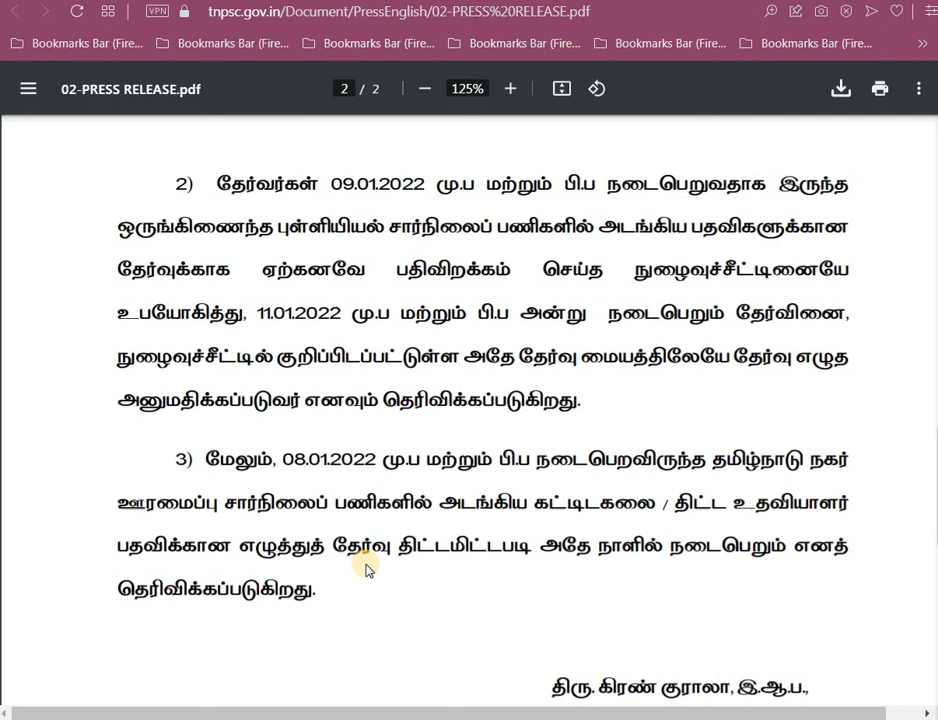 VPN tnpsc.gov.in/Document/PressEnglish/02-PRESS%20RELEASE.pdf
Bookmarks Bar (Fire... Bookmarks Bar (Fire... Bookmarks Bar (Fire... Bookmarks Bar (Fire... Bookmarks Bar (Fire... Bookmarks Bar (Fire... »
02-PRESS RELEASE.pdf 2 / 2 — 125% +
2) தேர்வர்கள் 09.01.2022 மு.ப மற்றும் பி.ப நடைபெறுவதாக இருந்த
ஒருங்கிணைந்த புள்ளியியல் சார்நிலைப் பணிகளில் அடங்கிய பதவிகளுக்கான
தேர்வுக்காக ஏற்கனவே பதிவிறக்கம் செய்த நுழைவுச்சீட்டினையே
உபயோகித்து, 11.01.2022 மு.ப மற்றும் பி.ப அன்று நடைபெறும் தேர்வினை,
நுழைவுச்சீட்டில் குறிப்பிடப்பட்டுள்ள அதே தேர்வு மையத்திலேயே தேர்வு எழுத
அனுமதிக்கப்படுவர் எனவும் தெரிவிக்கப்படுகிறது.
3) மேலும், 08.01.2022 மு.ப மற்றும் பி.ப நடைபெறவிருந்த தமிழ்நாடு நகர்
ஊரமைப்பு சார்நிலைப் பணிகளில் அடங்கிய கட்டிடகலை / திட்ட உதவியாளர்
பதவிக்கான எழுத்துத் தேர்வு திட்டமிட்டபடி அதே நாளில் நடைபெறும் எனத்
தெரிவிக்கப்படுகிறது.
திரு. கிரண் குராலா, இ.ஆ.ப.,